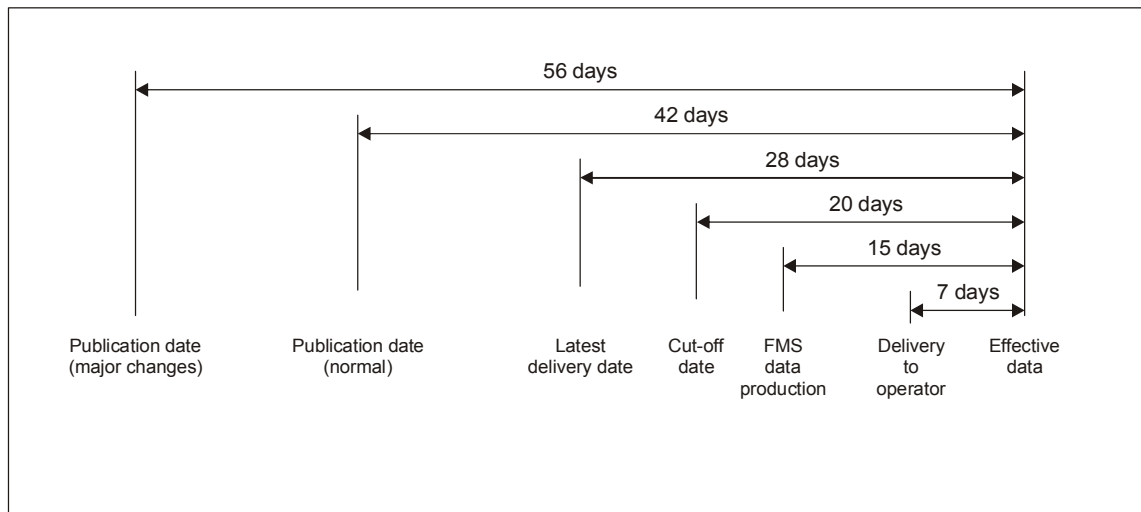 56 days
42 days
28 days
20 days
15 days
7 days
Publication date
(major changes)
Publication date
(normal)
Latest
delivery date
Cut-off
date
FMS
data
production
Delivery
to
operator
Effective
data